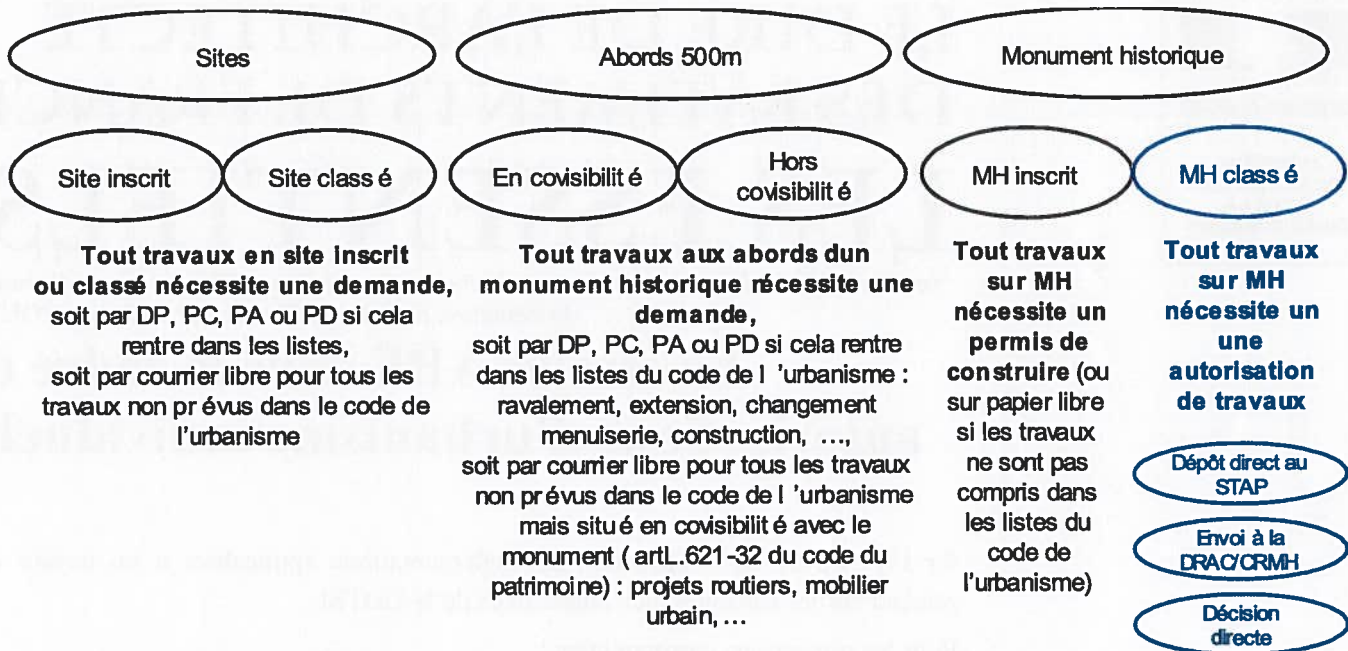 Sites
Abords 500m
Monument historique
Site inscrit
Site class é
En covisibilit é
Hors
covisibilit é
MH inscrit
MH class é
Tout travaux en site inscrit
ou classé nécessite une demande,
soit par DP, PC, PA ou PD si cela
rentre dans les listes,
soit par courrier libre pour tous les
travaux non pr évus dans le code de
l'urbanisme
Tout travaux aux abords dun
monument historique nécessite une
demande,
soit par DP, PC, PA ou PD si cela rentre
dans les listes du code de l 'urbanisme :
ravalement, extension, changement
menuiserie, construction, …,
soit par courrier libre pour tous les travaux
non pr évus dans le code de l 'urbanisme
mais situ é en covisibilit é avec le
monument ( artL.621-32 du code du
patrimoine) : projets routiers, mobilier
urbain, …
Tout travaux
sur MH
nécessite un
permis de
construire (ou
sur papier libre
si les travaux
ne sont pas
compris dans
les listes du
code de
l'urbanisme)
Tout travaux
sur MH
nécessite un
une
autorisation
de travaux
Dépôt direct au
STAP
Envoi à la
DRAC/CRMH
Décision
directe